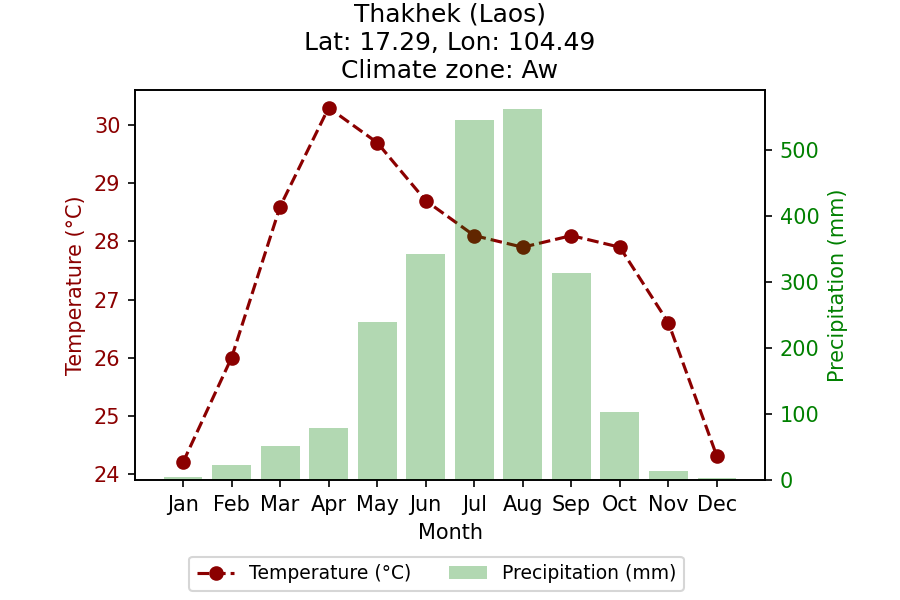 Thakhek (Laos)
Lat: 17.29, Lon: 104.49
Climate zone: Aw
Temperature (°C)
30
29
28
27
26
25
24
Precipitation (mm)
500
400
300
200
100
0
Jan Feb Mar Apr May Jun Jul Aug Sep Oct Nov Dec
Month
Temperature (°C) Precipitation (mm)